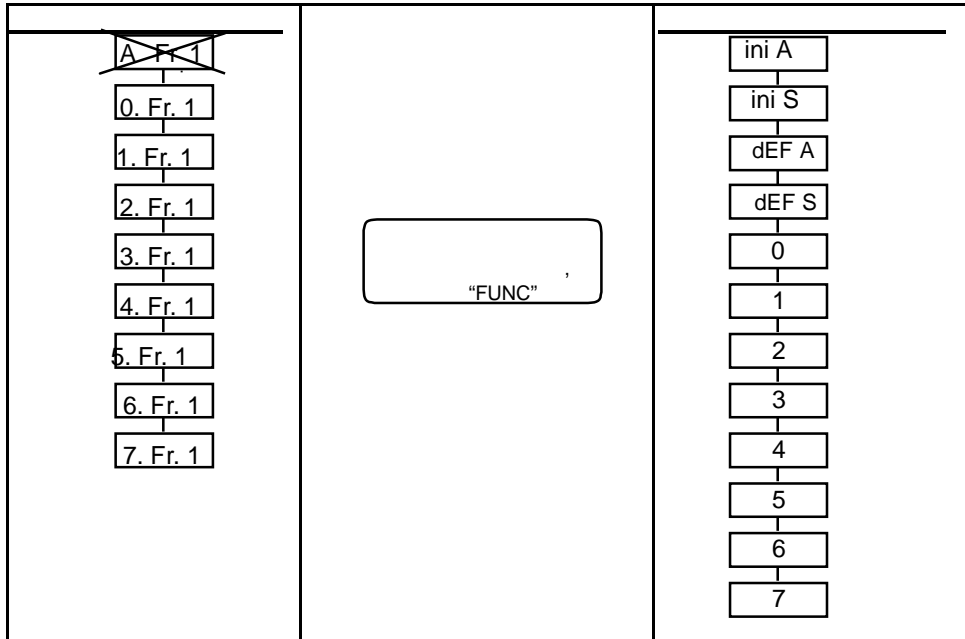 A Fr. 1
0. Fr. 1
1. Fr. 1
2. Fr. 1
3. Fr. 1
4. Fr. 1
5. Fr. 1
6. Fr. 1
7. Fr. 1
,
“FUNC”
ini A
ini S
dEF A
dEF S
0
1
2
3
4
5
6
7